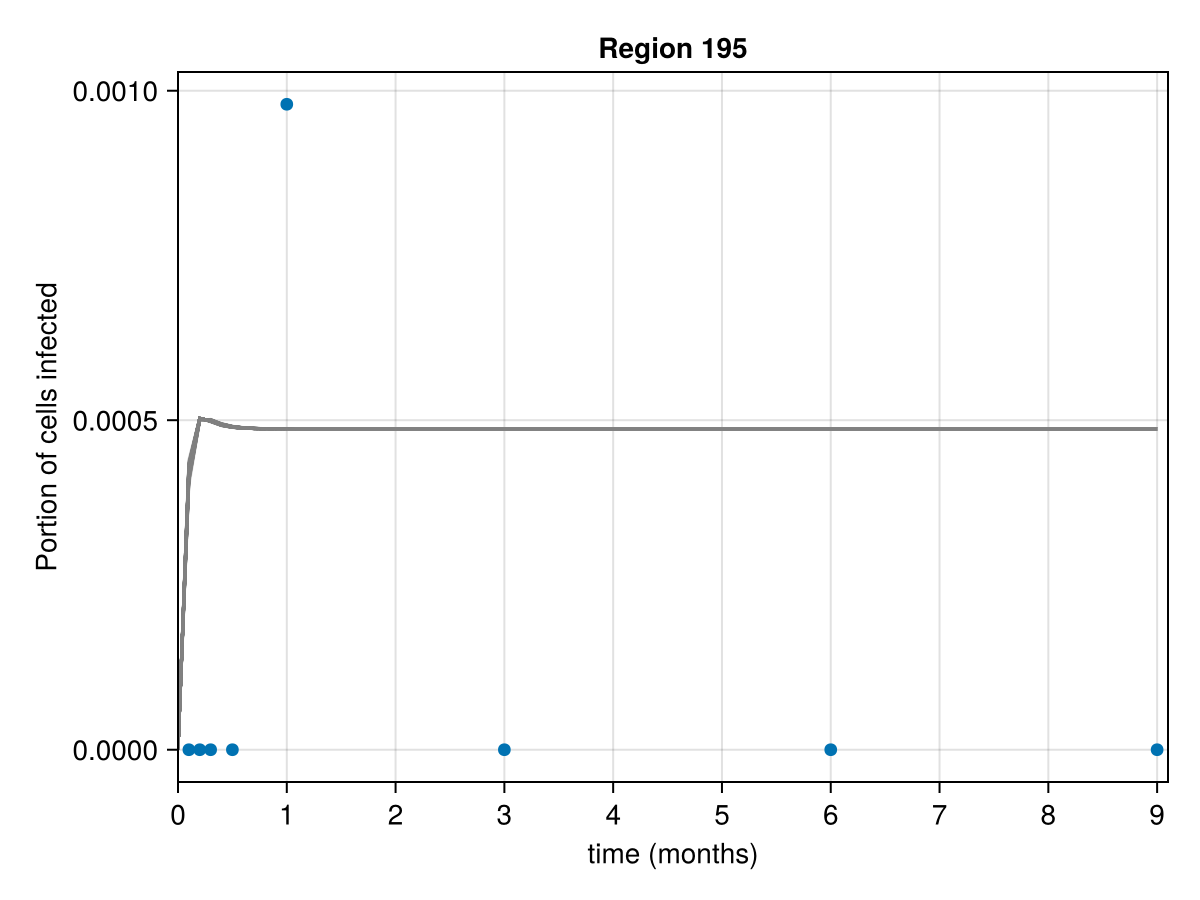 Region 195
0.0010
0.0005
0.0000
Portion of cells infected
0 1 2 3 4 5 6 7 8 9
time (months)